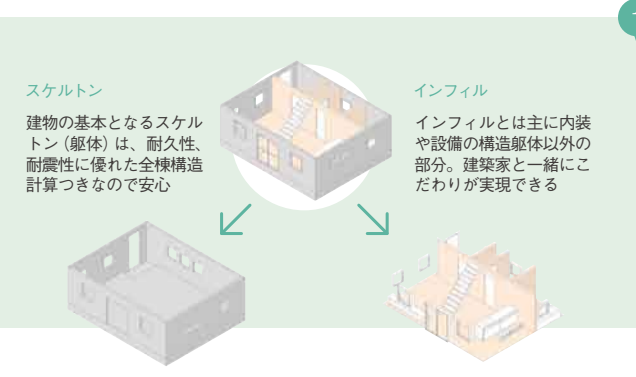 スケルトン
建物の基本となるスケル
トン（躯体）は、耐久性、
耐震性に優れた全棟構造
計算つきなので安心
インフィル
インフィルとは主に内装
や設備の構造躯体以外の
部分。建築家と一緒にこ
だわりが実現できる